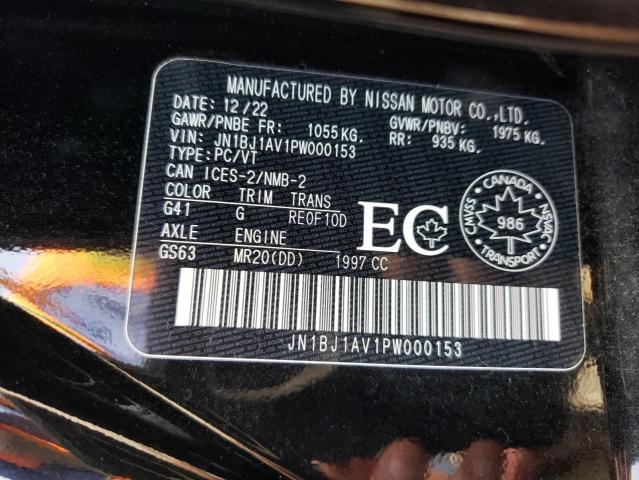 MANUFACTURED BY NISSAN MOTOR CO.,LTD.
DATE: 12/22 GVWR/PNBV: 1975 KG.
GAWR/PNBE FR: 1055 KG. RR: 935 KG.
VIN: JN1BJ1AV1PW000153
TYPE: PC/VT
CAN ICES-2/NMB-2
COLOR TRIM TRANS
G41 G RE0F10D
AXLE ENGINE
GS63 MR20(DD) 1997 CC
EC
CANADA
CMVSS 986 NSVAC
TRANSPORT
JN1BJ1AV1PW000153